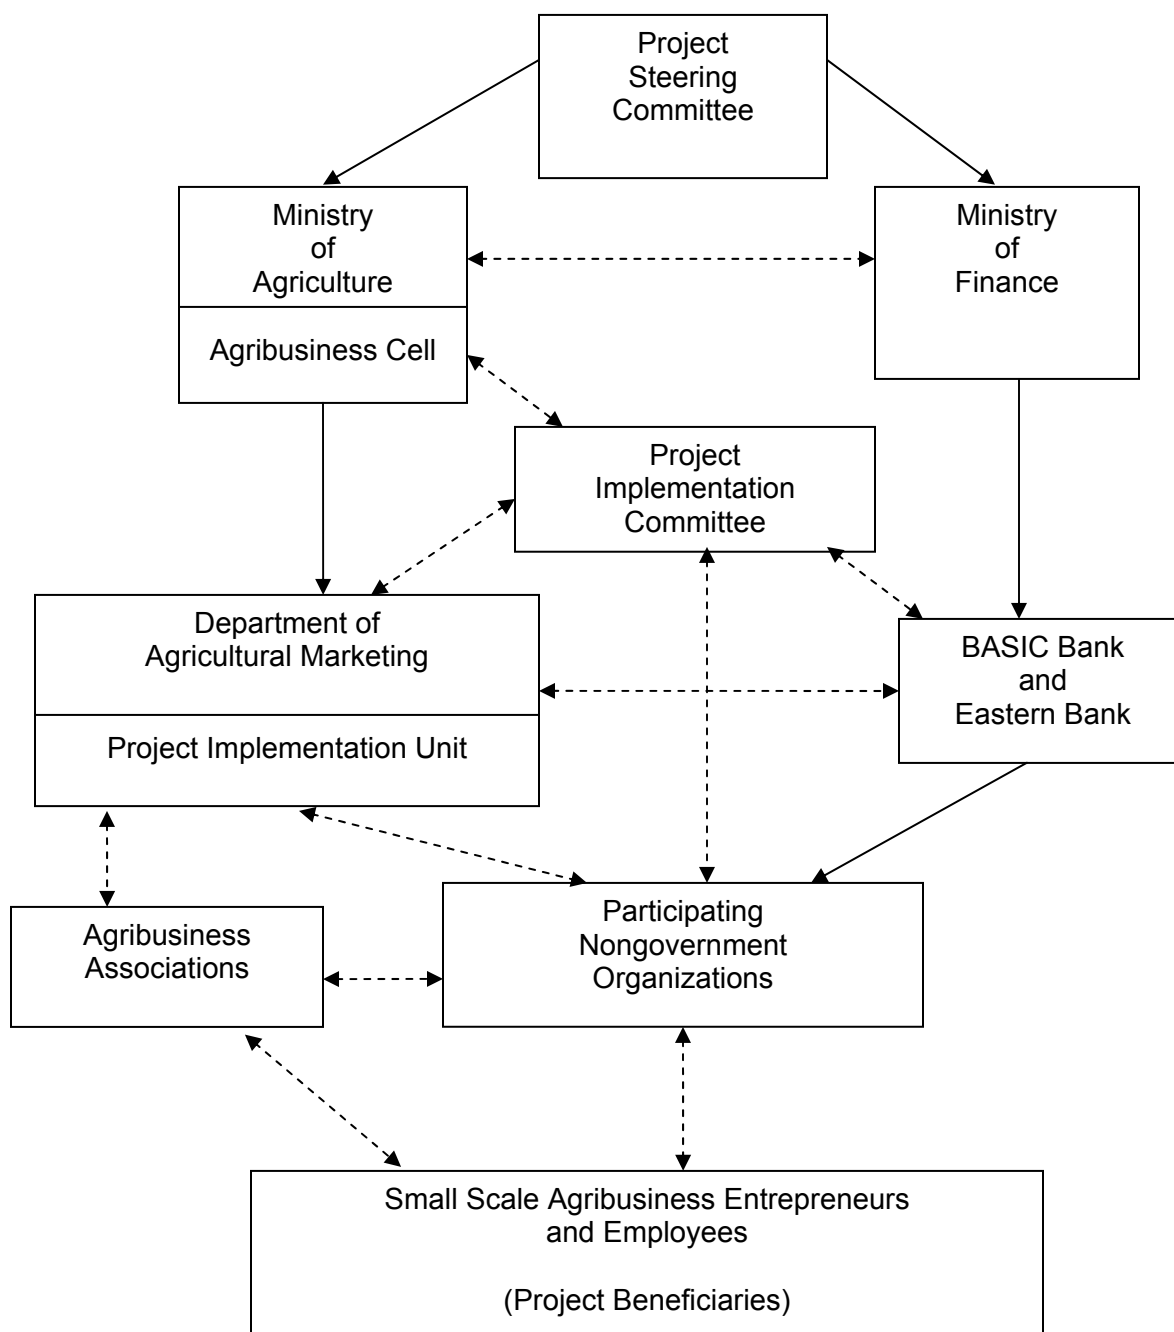 Project
Steering
Committee
Ministry
of
Agriculture
Ministry
of
Finance
Agribusiness Cell
Project
Implementation
Committee
Department of
Agricultural Marketing
BASIC Bank
and
Eastern Bank
Project Implementation Unit
Agribusiness
Associations
Participating
Nongovernment
Organizations
Small Scale Agribusiness Entrepreneurs
and Employees
(Project Beneficiaries)